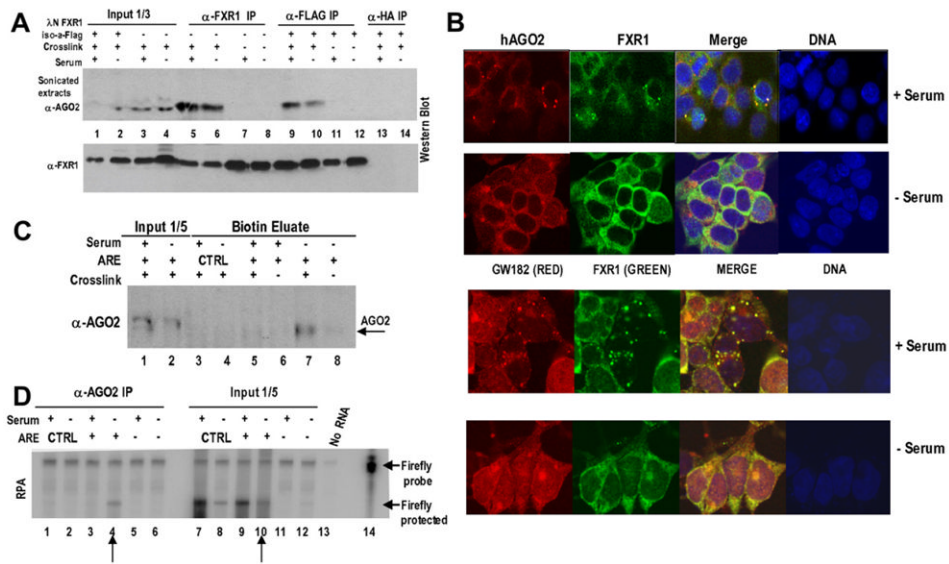 A
λN FXR1 Input 1/3 α-FXR1 IP α-FLAG IP α-HA IP
iso-a-Flag + + - - - - - - + + + + + +
Crosslink + + + + + + - - + + - - + +
Serum - + - + - + - + - + - + -
Sonicated
extracts
α-AGO2
1 2 3 4 5 6 7 8 9 10 11 12 13 14
α-FXR1
Western Blot
B
hAGO2 FXR1 Merge DNA
+ Serum
- Serum
GW182 (RED) FXR1 (GREEN) MERGE DNA
+ Serum
- Serum
C
Input 1/5 Biotin Eluate
Serum + - + - + + - -
ARE + + CTRL + + + +
Crosslink + + + + + - + -
α-AGO2
AGO2
1 2 3 4 5 6 7 8
D
α-AGO2 IP Input 1/5
Serum + - + - + - + - + - + - No RNA
ARE CTRL + + - - CTRL + + - -
RPA
Firefly
probe
Firefly
protected
1 2 3 4 5 6 7 8 9 10 11 12 13 14